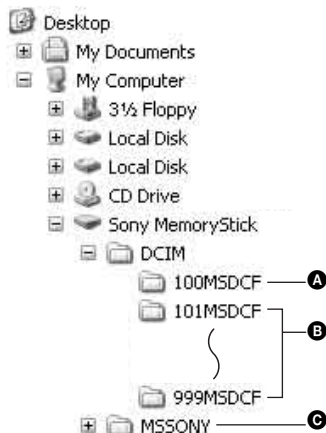 Desktop
My Documents
My Computer
3½ Floppy
Local Disk
Local Disk
CD Drive
Sony MemoryStick
DCIM
100MSDCF A
101MSDCF
B
999MSDCF
MSSONY C